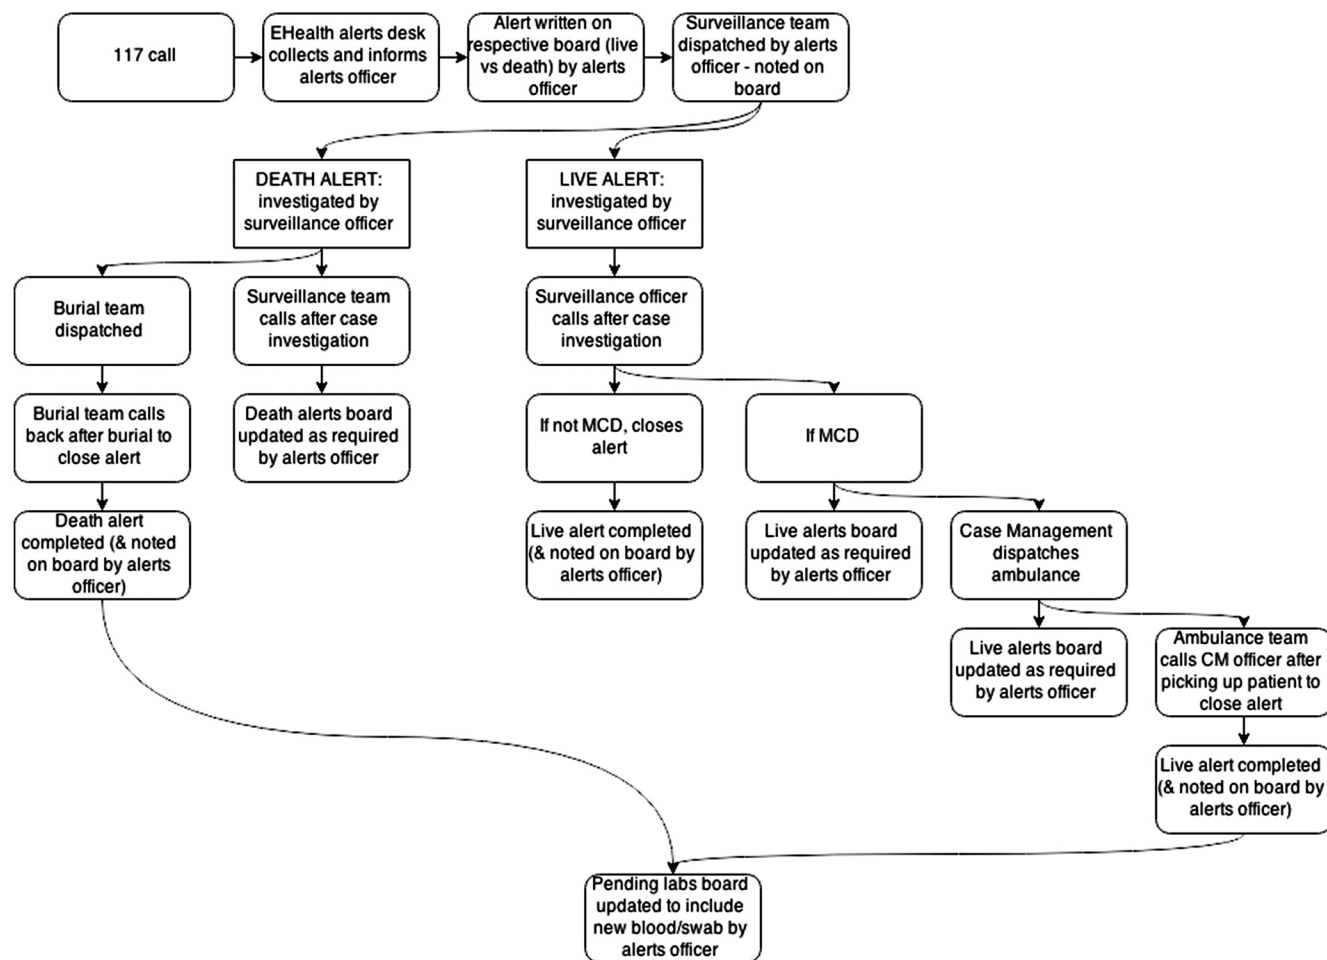 117 call
EHealth alerts desk
collects and informs
alerts officer
Alert written on
respective board (live
vs death) by alerts
officer
Surveillance team
dispatched by alerts
officer - noted on
board
DEATH ALERT:
investigated by
surveillance officer
LIVE ALERT:
investigated by
surveillance officer
Burial team
dispatched
Surveillance team
calls after case
investigation
Surveillance officer
calls after case
investigation
Burial team calls
back after burial to
close alert
Death alerts board
updated as required
by alerts officer
If not MCD, closes
alert
If MCD
Death alert
completed (& noted
on board by alerts
officer)
Live alert completed
(& noted on board by
alerts officer)
Live alerts board
updated as required
by alerts officer
Case Management
dispatches
ambulance
Live alerts board
updated as required
by alerts officer
Ambulance team
calls CM officer after
picking up patient to
close alert
Live alert completed
(& noted on board by
alerts officer)
Pending labs board
updated to include
new blood/swab by
alerts officer